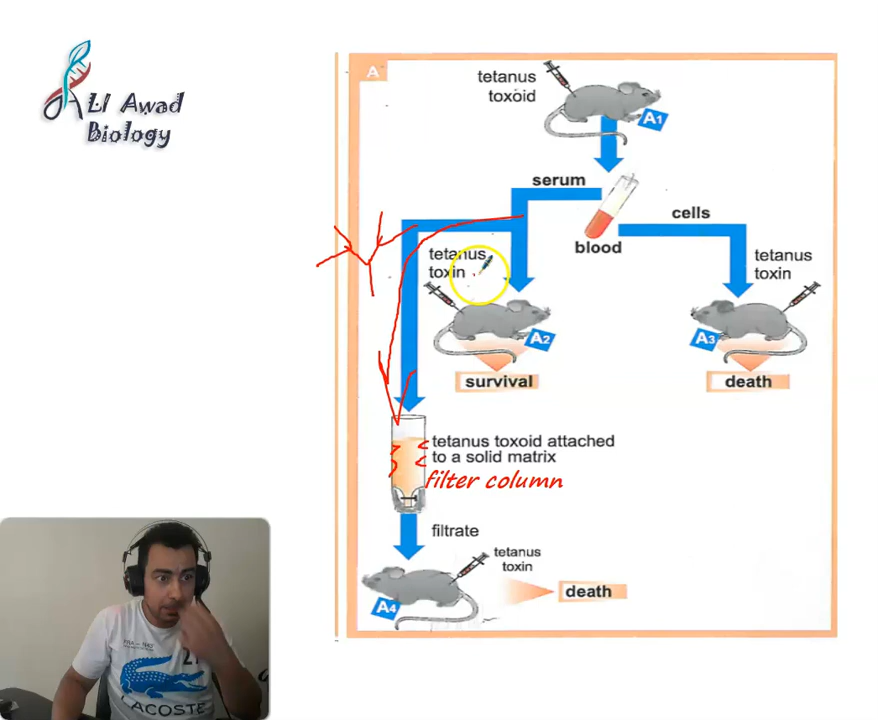 ALI Awad
Biology
A
tetanus
toxoid
A1
serum
cells
blood
tetanus
toxin
tetanus
toxin
A2
A3
survival
death
tetanus toxoid attached
to a solid matrix
filter column
filtrate
tetanus
toxin
A4
death
LACOSTE